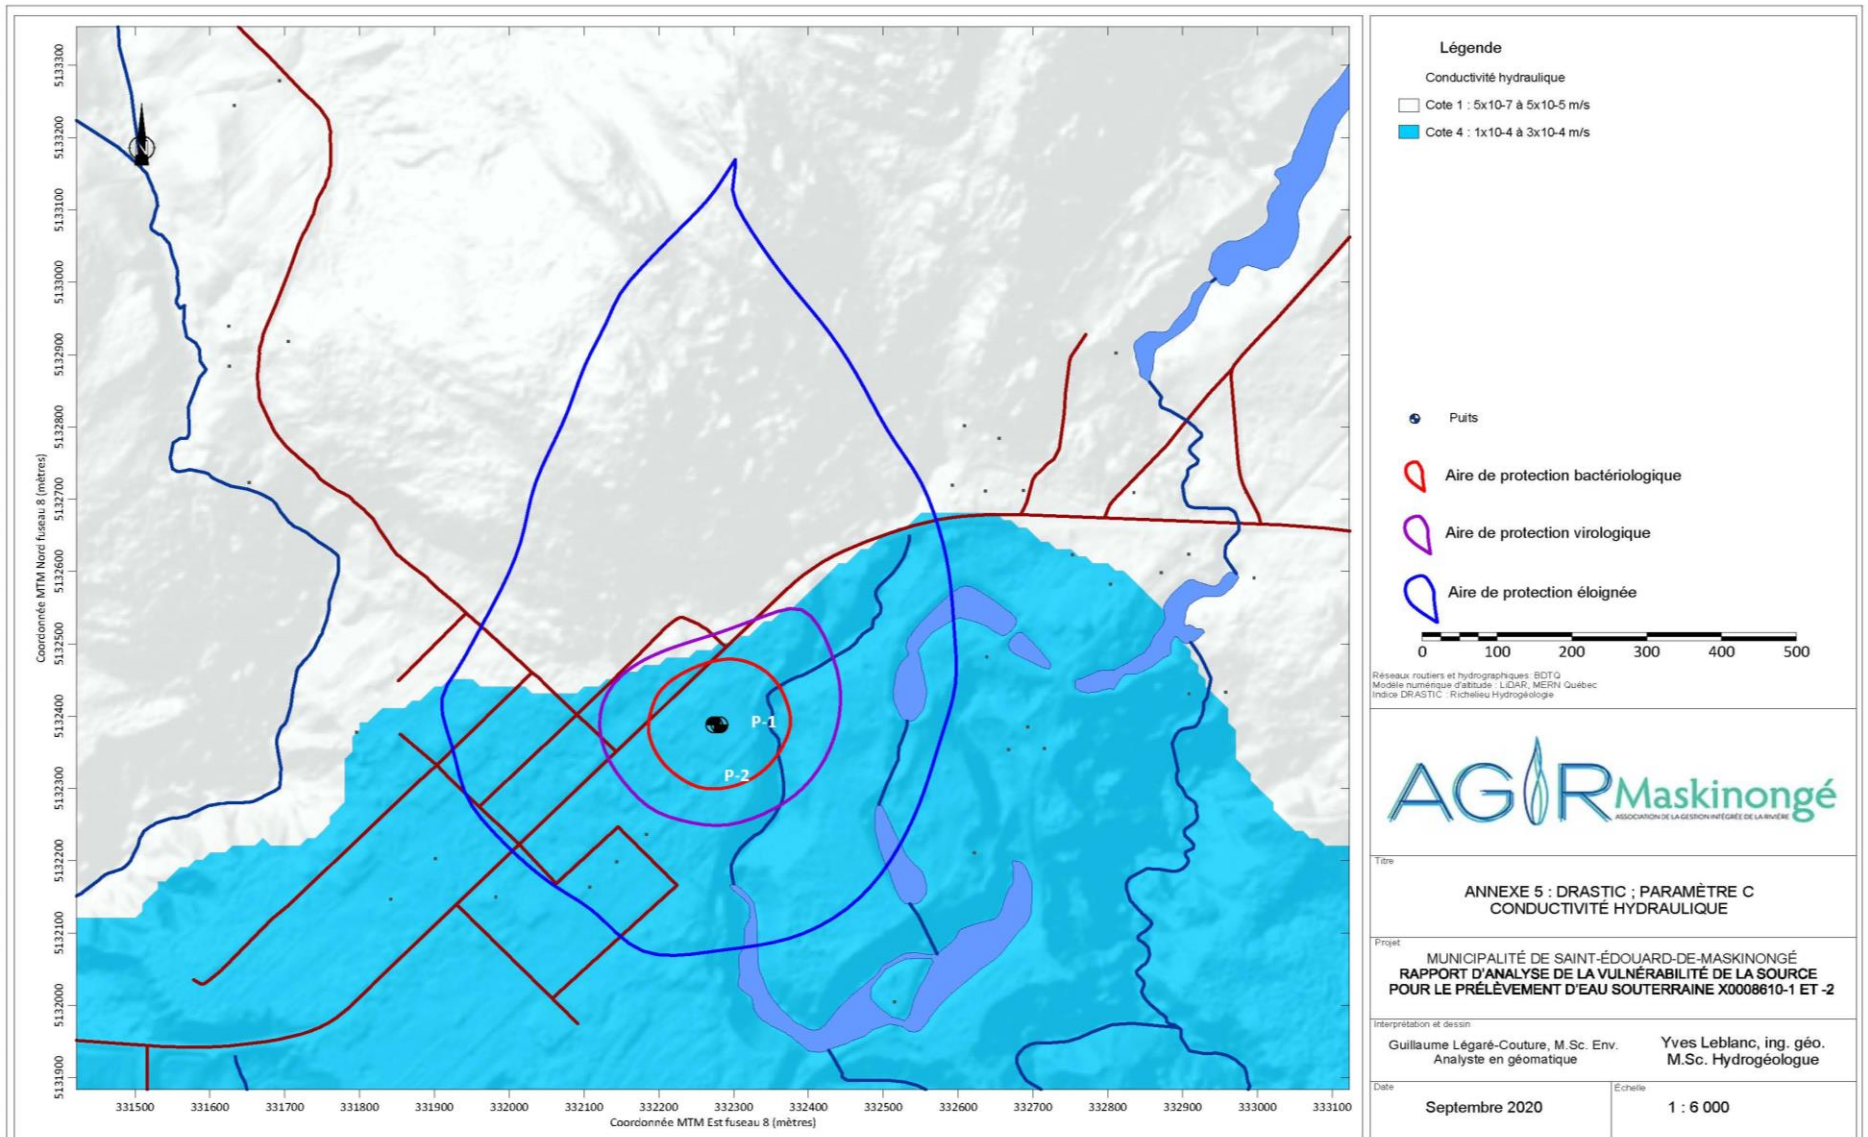 5133300
5133200
5133100
5133000
5132900
5132800
5132700
5132600
5132500
5132400
5132300
5132200
5132100
5132000
5131900
Coordonnée MTM Nord fuseau 8 (mètres)
N
P-1
P-2
331500 331600 331700 331800 331900 332000 332100 332200 332300 332400 332500 332600 332700 332800 332900 333000 333100
Coordonnée MTM Est fuseau 8 (mètres)
Légende
Conductivité hydraulique
Cote 1 : 5x10-7 à 5x10-5 m/s
Cote 4 : 1x10-4 à 3x10-4 m/s
Puits
Aire de protection bactériologique
Aire de protection virologique
Aire de protection éloignée
0 100 200 300 400 500
Réseaux routiers et hydrographiques: BDTQ
Modèle numérique d'altitude : LiDAR, MERN Québec
Indice DRASTIC : Richelieu Hydrogéologie
AGIR Maskinongé
ASSOCIATION DE LA GESTION INTÉGRÉE DE LA RIVIÈRE
Titre
ANNEXE 5 : DRASTIC ; PARAMÈTRE C
CONDUCTIVITÉ HYDRAULIQUE
Projet
MUNICIPALITÉ DE SAINT-ÉDOUARD-DE-MASKINONGÉ
RAPPORT D'ANALYSE DE LA VULNÉRABILITÉ DE LA SOURCE
POUR LE PRÉLÈVEMENT D'EAU SOUTERRAINE X0008610-1 ET -2
Interprétation et dessin
Guillaume Légaré-Couture, M.Sc. Env.
Analyste en géomatique
Yves Leblanc, ing. géo.
M.Sc. Hydrogéologue
Date
Septembre 2020
Échelle
1 : 6 000